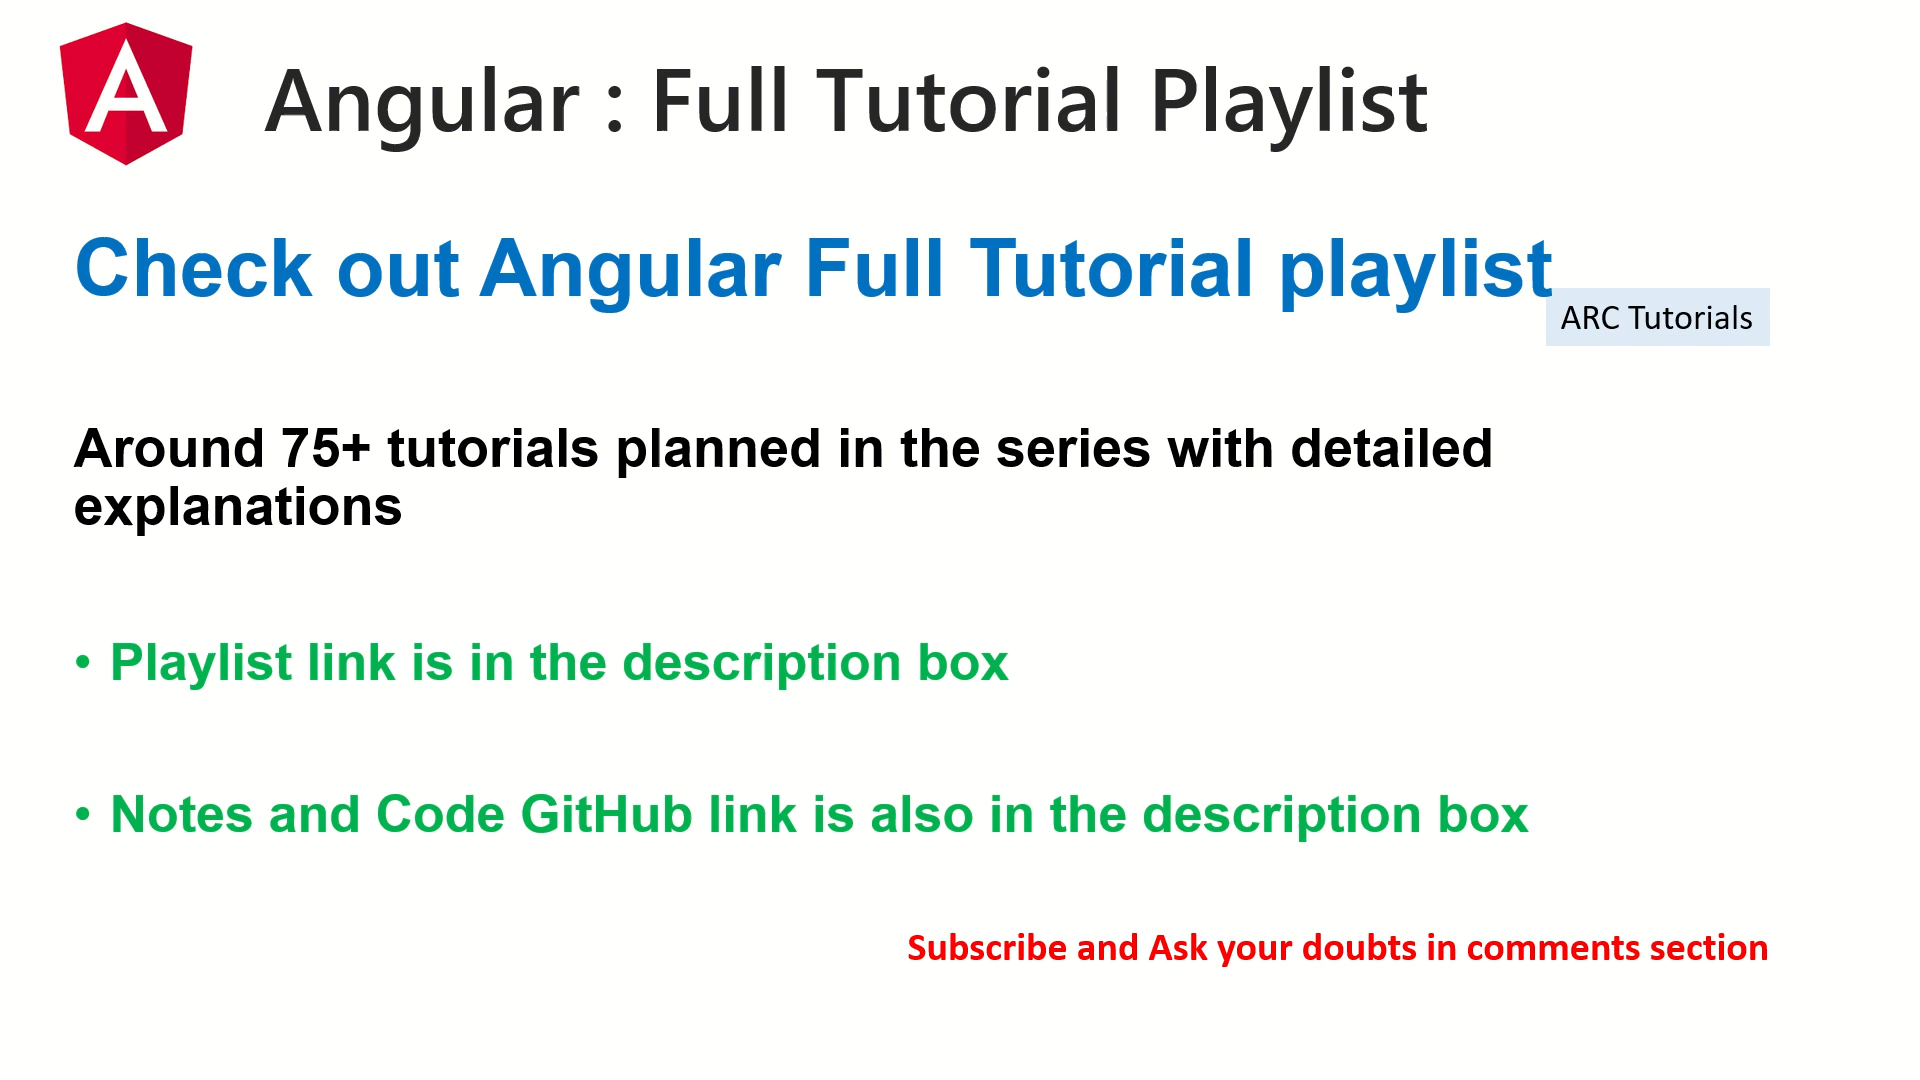 Angular : Full Tutorial Playlist
Check out Angular Full Tutorial playlist
ARC Tutorials
Around 75+ tutorials planned in the series with detailed
explanations
• Playlist link is in the description box
• Notes and Code GitHub link is also in the description box
Subscribe and Ask your doubts in comments section